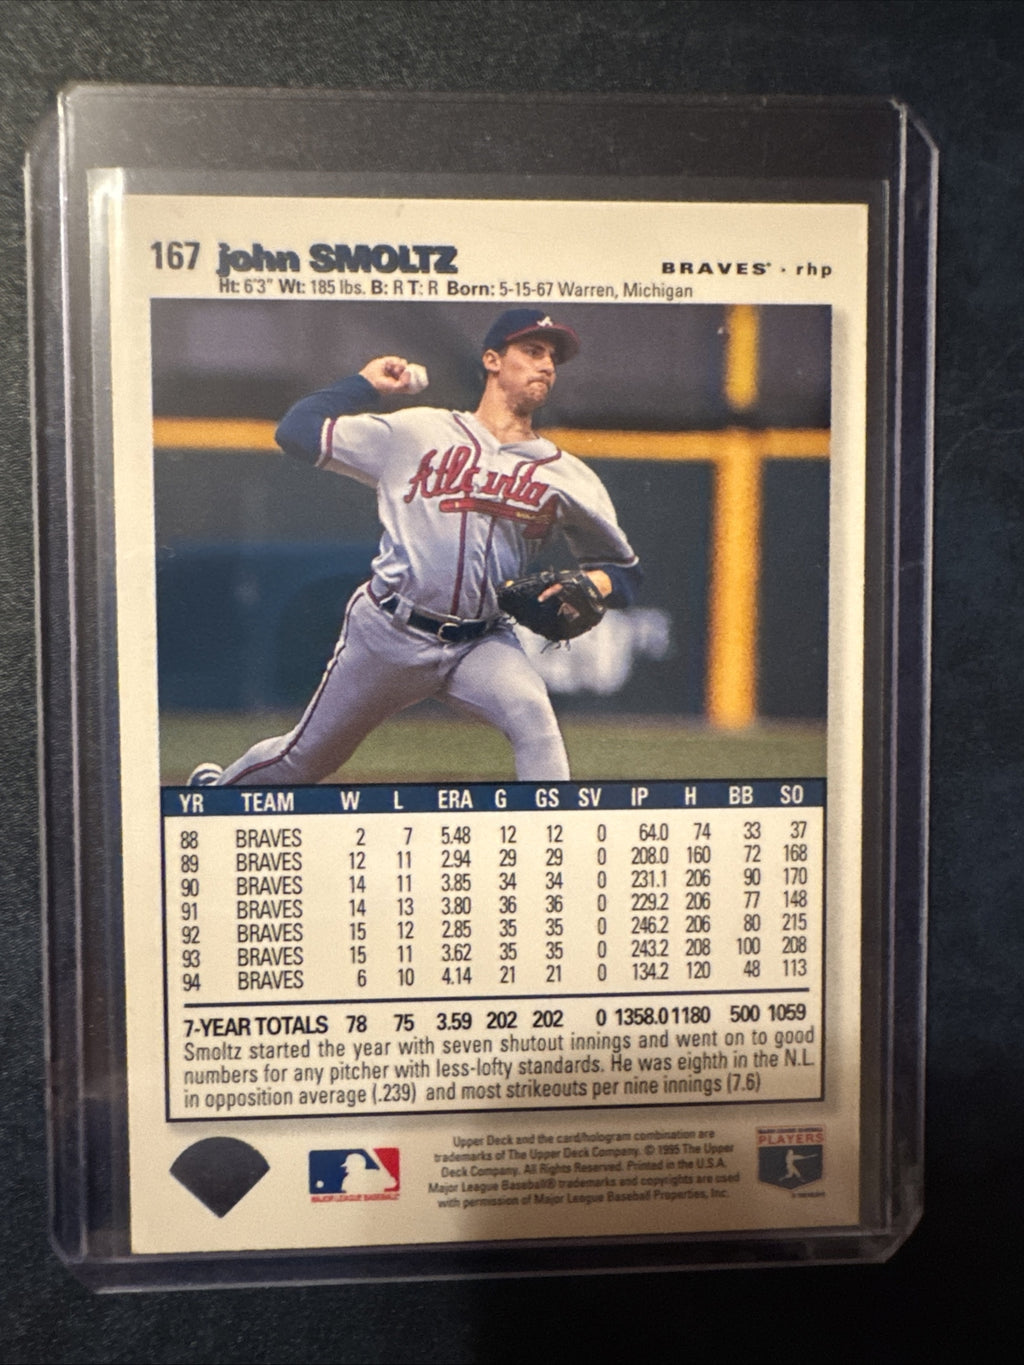 167 john SMOLTZ BRAVES · rhp
Ht: 6'3" Wt: 185 lbs. B: R T: R Born: 5-15-67 Warren, Michigan
A
Atlanta
YR TEAM W L ERA G GS SV IP H BB SO
88 BRAVES 2 7 5.48 12 12 0 64.0 74 33 37
89 BRAVES 12 11 2.94 29 29 0 208.0 160 72 168
90 BRAVES 14 11 3.85 34 34 0 231.1 206 90 170
91 BRAVES 14 13 3.80 36 36 0 229.2 206 77 148
92 BRAVES 15 12 2.85 35 35 0 246.2 206 80 215
93 BRAVES 15 11 3.62 35 35 0 243.2 208 100 208
94 BRAVES 6 10 4.14 21 21 0 134.2 120 48 113
7-YEAR TOTALS 78 75 3.59 202 202 0 1358.0 1180 500 1059
Smoltz started the year with seven shutout innings and went on to good
numbers for any pitcher with less-lofty standards. He was eighth in the N.L.
in opposition average (.239) and most strikeouts per nine innings (7.6)
Upper Deck and the card/hologram combination are
trademarks of The Upper Deck Company. © 1995 The Upper
Deck Company. All Rights Reserved. Printed in the U.S.A.
Major League Baseball® trademarks and copyrights are used
with permission of Major League Baseball Properties, Inc.
MAJOR LEAGUE BASEBALL
MAJOR LEAGUE BASEBALL
PLAYERS